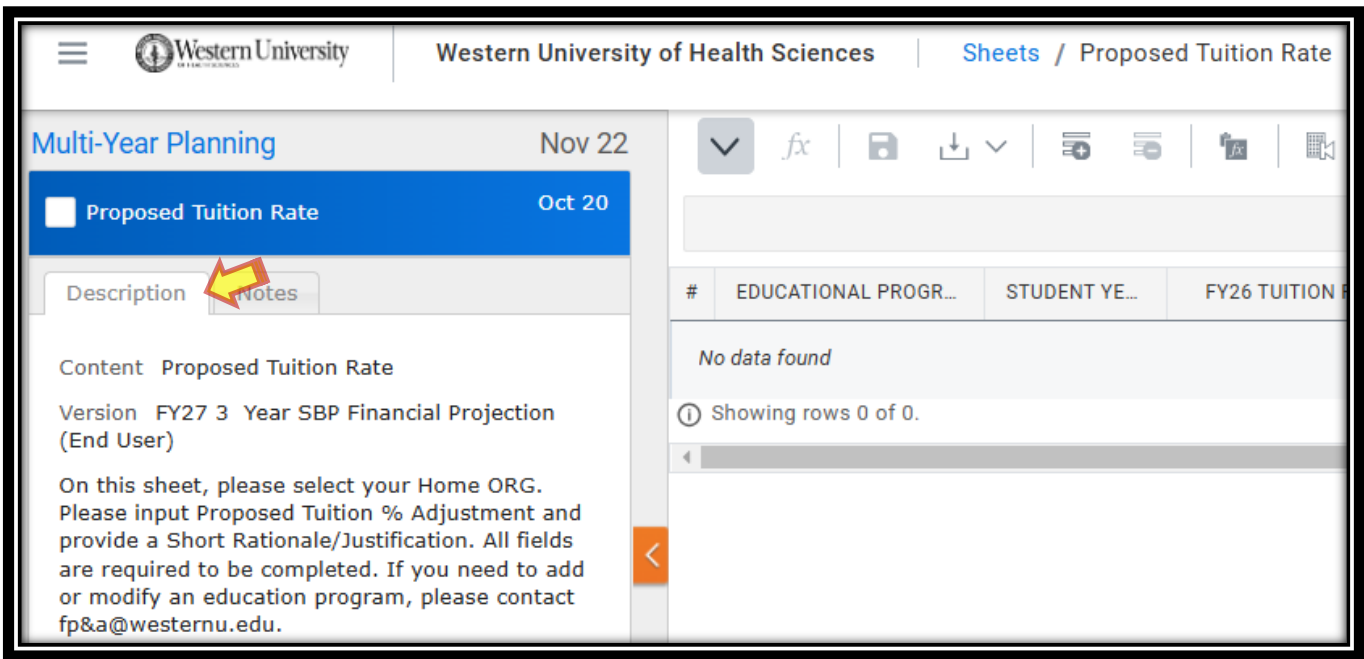 Western University
OF HEALTH SCIENCES
Western University of Health Sciences
Sheets / Proposed Tuition Rate
Multi-Year Planning
Nov 22
Proposed Tuition Rate
Oct 20
Description
Notes
Content Proposed Tuition Rate
Version FY27 3 Year SBP Financial Projection
(End User)
On this sheet, please select your Home ORG.
Please input Proposed Tuition % Adjustment and
provide a Short Rationale/Justification. All fields
are required to be completed. If you need to add
or modify an education program, please contact
fp&a@westernu.edu.
fx
fx
# EDUCATIONAL PROGR... STUDENT YE... FY26 TUITION
No data found
Showing rows 0 of 0.